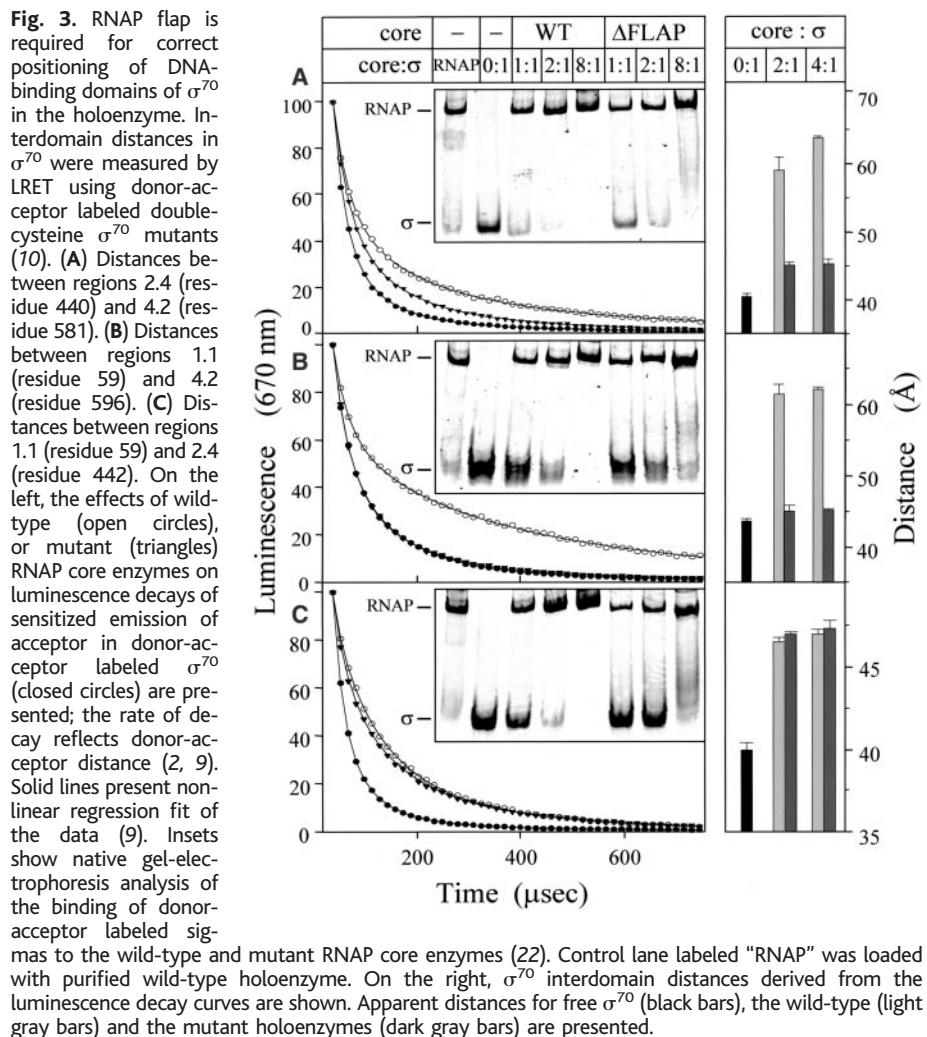 Fig. 3. RNAP flap is
required for correct
positioning of DNA-
binding domains of σ70
in the holoenzyme. In-
terdomain distances in
σ70 were measured by
LRET using donor-ac-
ceptor labeled double-
cysteine σ70 mutants
(10). (A) Distances be-
tween regions 2.4 (res-
idue 440) and 4.2 (res-
idue 581). (B) Distances
between regions 1.1
(residue 59) and 4.2
(residue 596). (C) Dis-
tances between regions
1.1 (residue 59) and 2.4
(residue 442). On the
left, the effects of wild-
type (open circles),
or mutant (triangles)
RNAP core enzymes on
luminescence decays of
sensitized emission of
acceptor in donor-ac-
ceptor labeled σ70
(closed circles) are pre-
sented; the rate of de-
cay reflects donor-ac-
ceptor distance (2, 9).
Solid lines present non-
linear regression fit of
the data (9). Insets
show native gel-elec-
trophoresis analysis of
the binding of donor-
acceptor labeled sig-
mas to the wild-type and mutant RNAP core enzymes (22). Control lane labeled “RNAP” was loaded
with purified wild-type holoenzyme. On the right, σ70 interdomain distances derived from the
luminescence decay curves are shown. Apparent distances for free σ70 (black bars), the wild-type (light
gray bars) and the mutant holoenzymes (dark gray bars) are presented.
core – – WT ΔFLAP
core:σ RNAP 0:1 1:1 2:1 8:1 1:1 2:1 8:1
A
100
80
60
40
20
0
RNAP
σ
B
80
60
40
20
0
RNAP
σ
C
80
60
40
20
0
RNAP
σ
Luminescence (670 nm)
200 400 600
Time (μsec)
core : σ
0:1 2:1 4:1
70
60
50
40
60
50
40
45
40
35
Distance (Å)